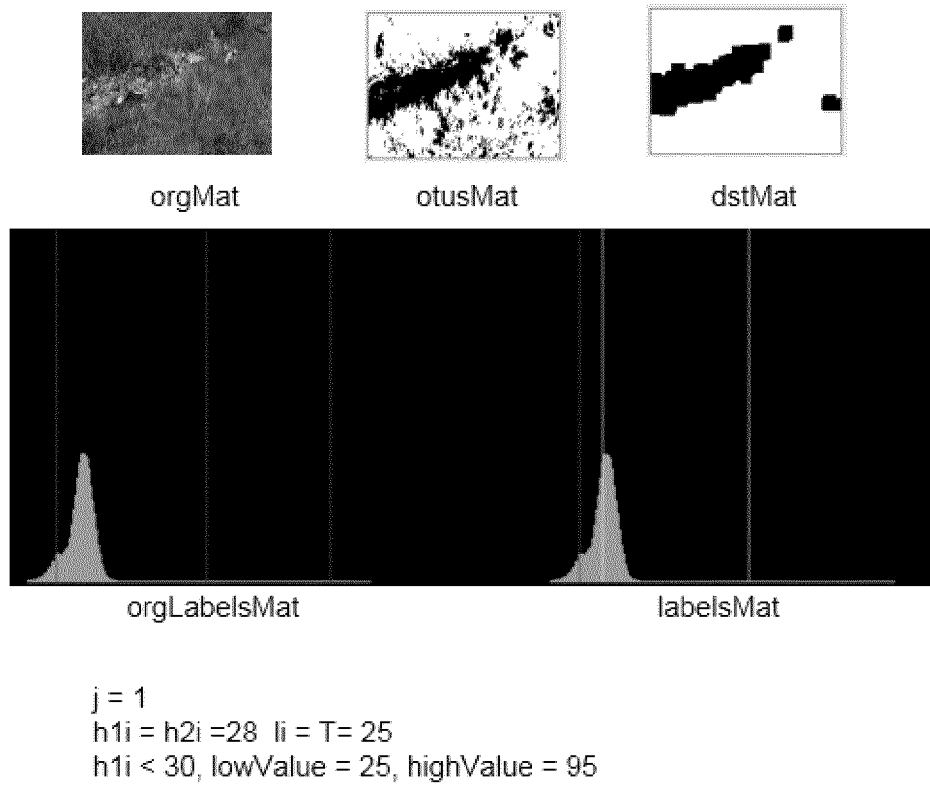 orgMat
otusMat
dstMat
orgLabelsMat
labelsMat
j = 1
h1i = h2i =28 li = T= 25
h1i < 30, lowValue = 25, highValue = 95